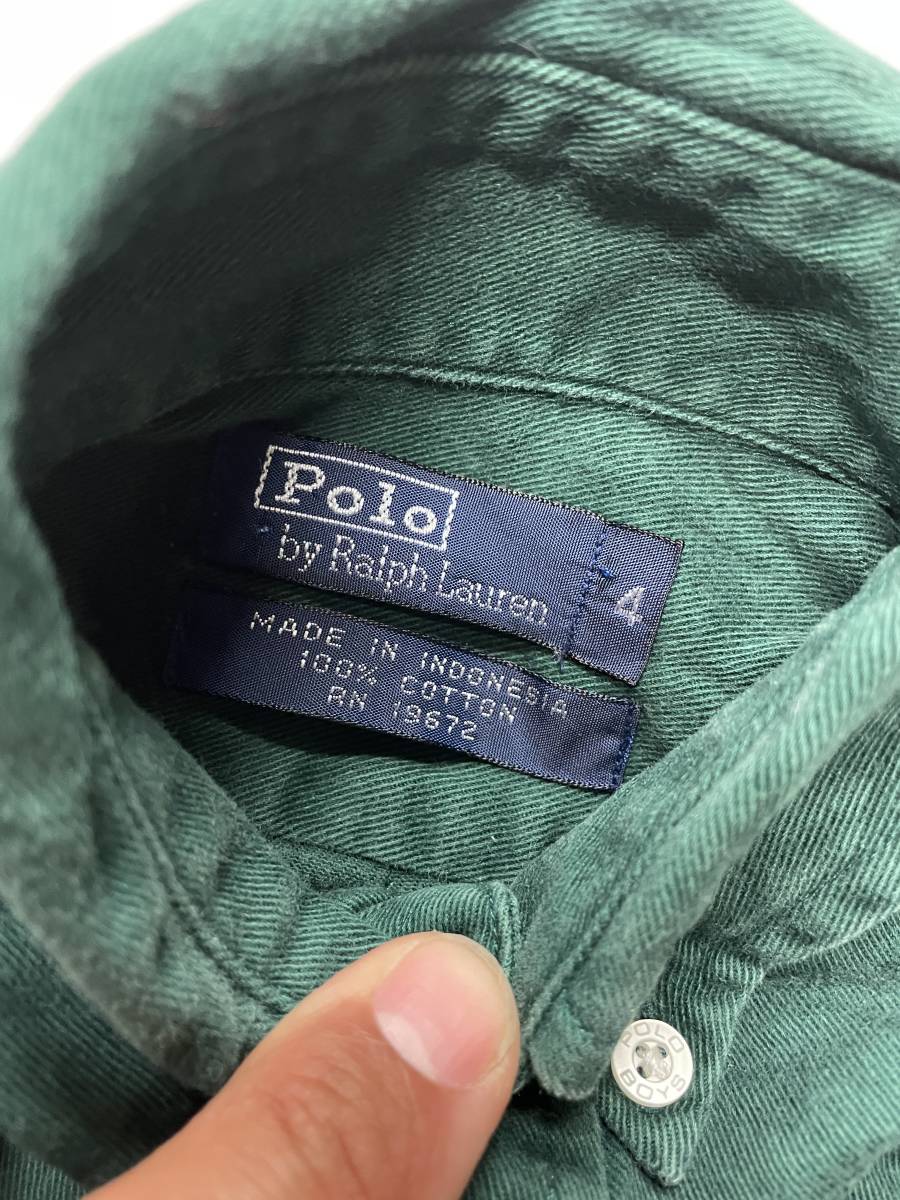 Polo
by Ralph Lauren
4
MADE IN INDONESIA
100% COTTON
RN 19672
POLO
BOYS